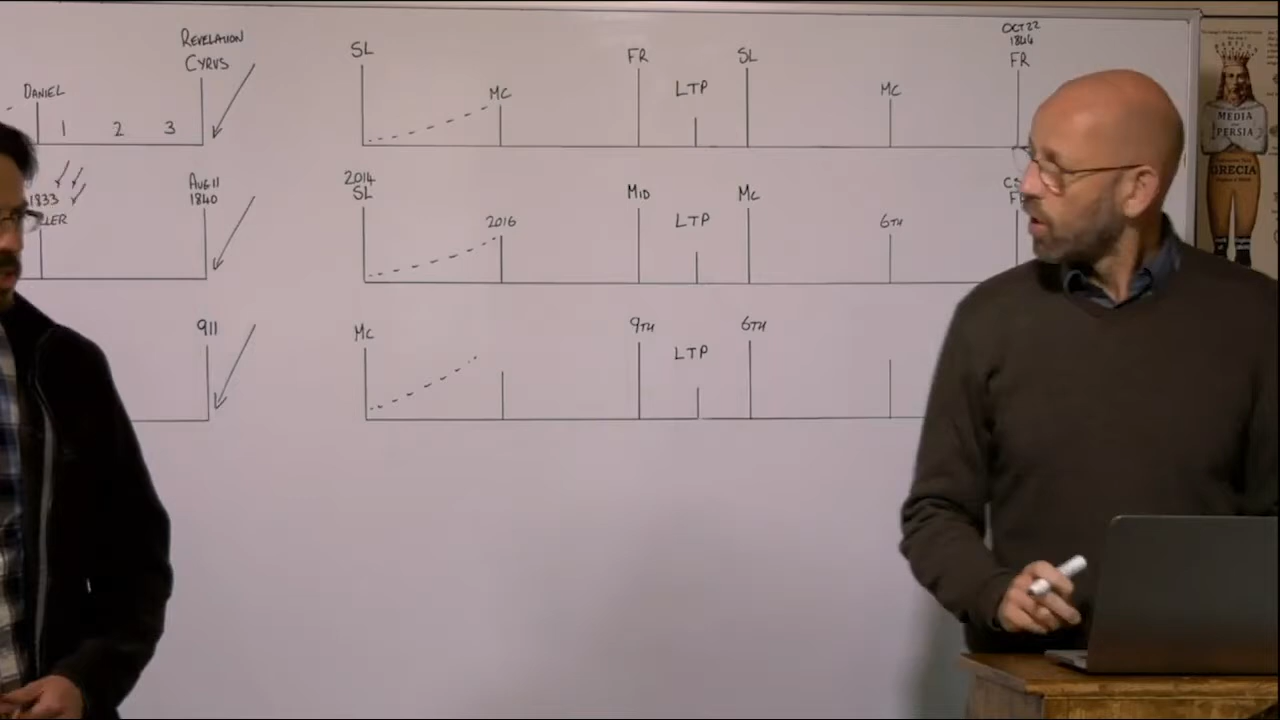 REVELATION
CYRUS
DANIEL
1 2 3
SL
MC
FR
LTP
SL
MC
OCT 22
1844
FR
1833
AUG 11
1840
2014
SL
2016
MID
LTP
MC
6TH
911
MC
9TH
LTP
6TH
MEDIA
PERSIA
GRECIA